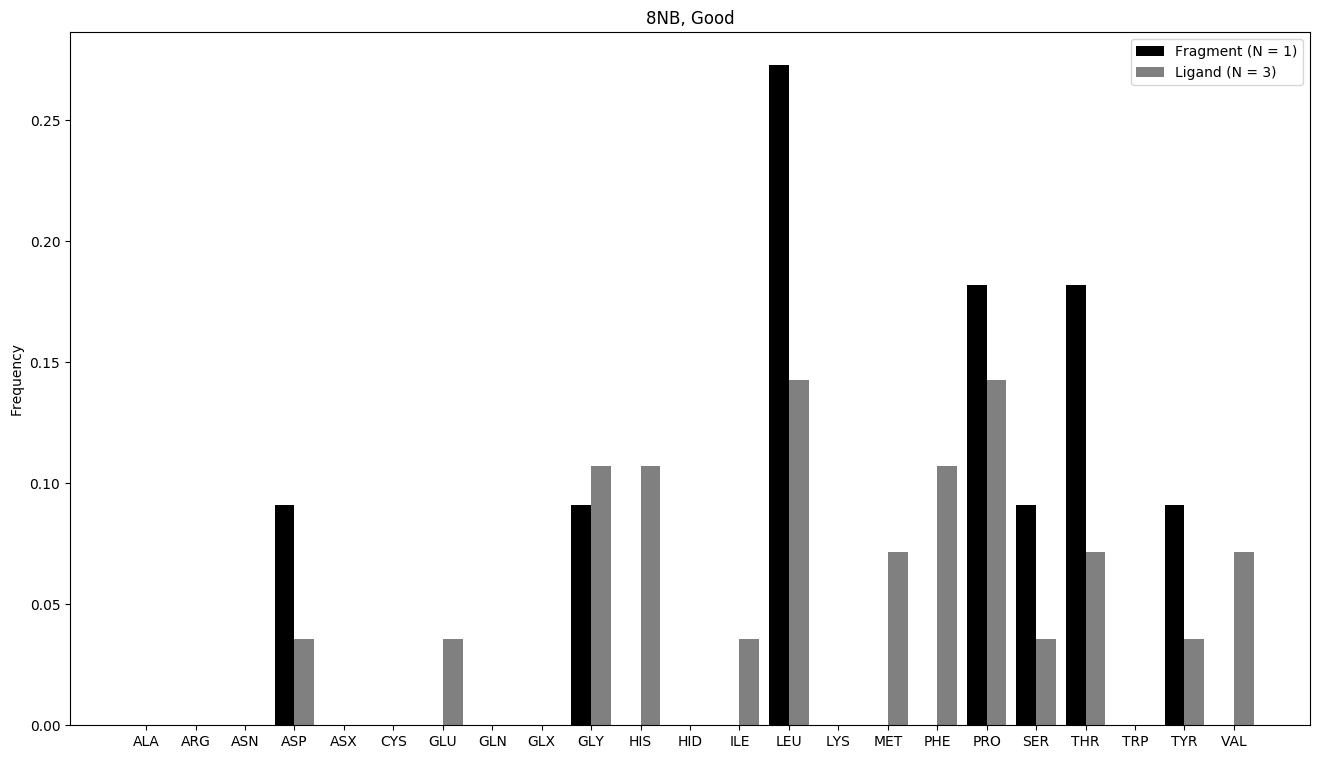 8NB, Good
Fragment (N = 1)
Ligand (N = 3)
Frequency
0.25
0.20
0.15
0.10
0.05
0.00
ALA ARG ASN ASP ASX CYS GLU GLN GLX GLY HIS HID ILE LEU LYS MET PHE PRO SER THR TRP TYR VAL